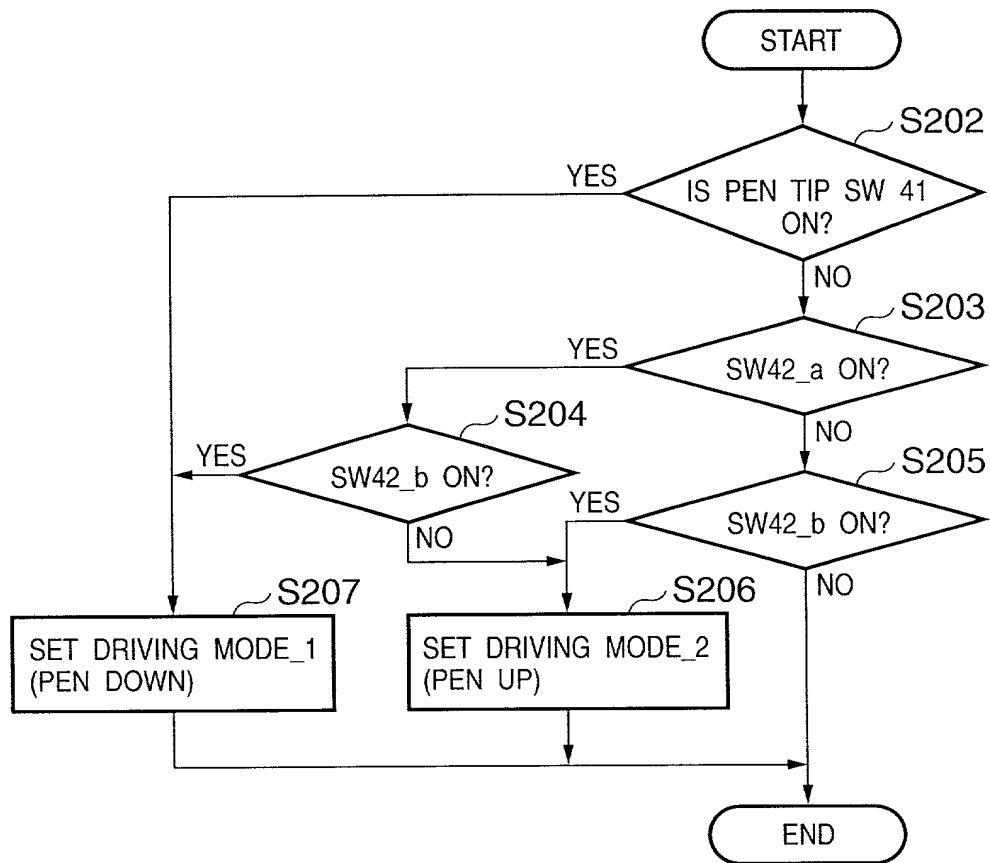 START
S202
YES
IS PEN TIP SW 41
ON?
NO
S203
YES
SW42_a ON?
NO
S204
YES
SW42_b ON?
NO
S205
YES
SW42_b ON?
NO
S207
SET DRIVING MODE_1
(PEN DOWN)
S206
SET DRIVING MODE_2
(PEN UP)
END